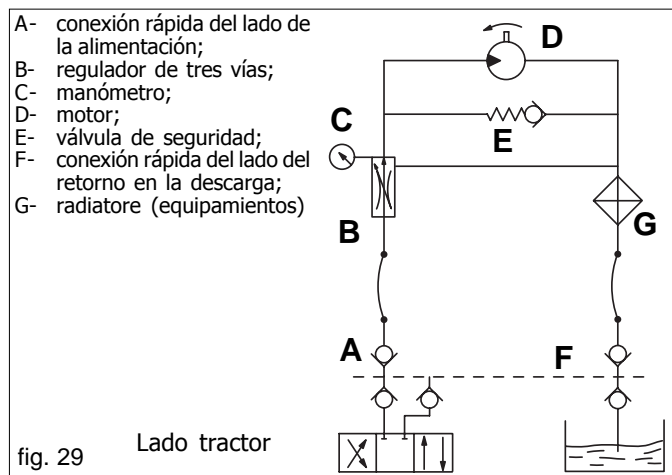 A- conexión rápida del lado de
la alimentación;
B- regulador de tres vías;
C- manómetro;
D- motor;
E- válvula de seguridad;
F- conexión rápida del lado del
retorno en la descarga;
G- radiatore (equipamientos)
D
C
E
B
G
A
F
Lado tractor
fig. 29